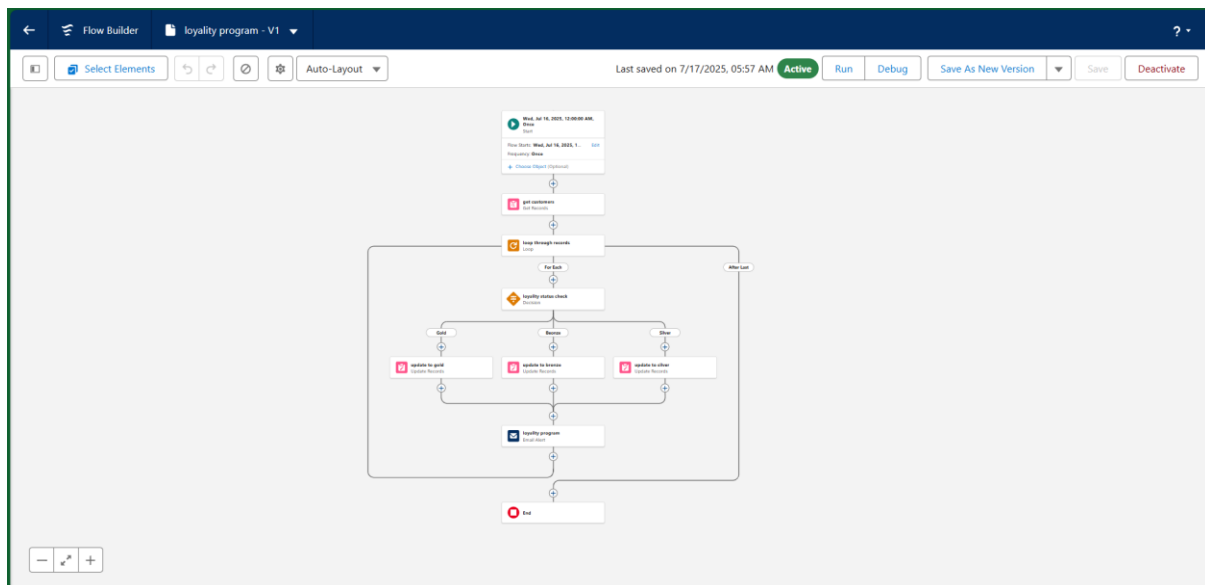 Flow Builder
loyality program - V1
?
Select Elements
Auto-Layout
Last saved on 7/17/2025, 05:57 AM
Active
Run
Debug
Save As New Version
Save
Deactivate
Wed, Jul 16, 2025, 12:00:00 AM,
Once
Start
Flow Starts: Wed, Jul 16, 2025, 1...
Edit
Frequency: Once
+ Choose Object (Optional)
get customers
Get Records
loop through records
Loop
For Each
After Last
loyality status check
Decision
Gold
Bronze
Silver
update to gold
Update Records
update to bronze
Update Records
update to silver
Update Records
loyality program
Email Alert
End